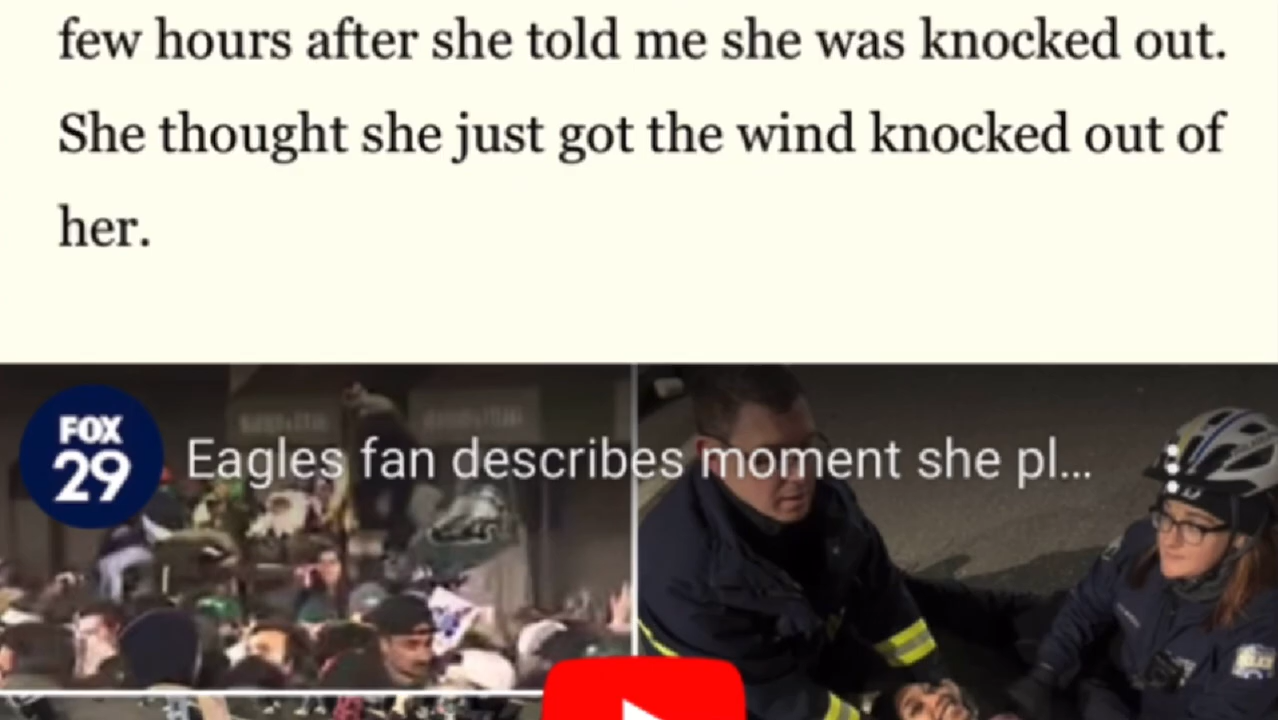 few hours after she told me she was knocked out.
She thought she just got the wind knocked out of
her.
FOX
29
Eagles fan describes moment she pl...